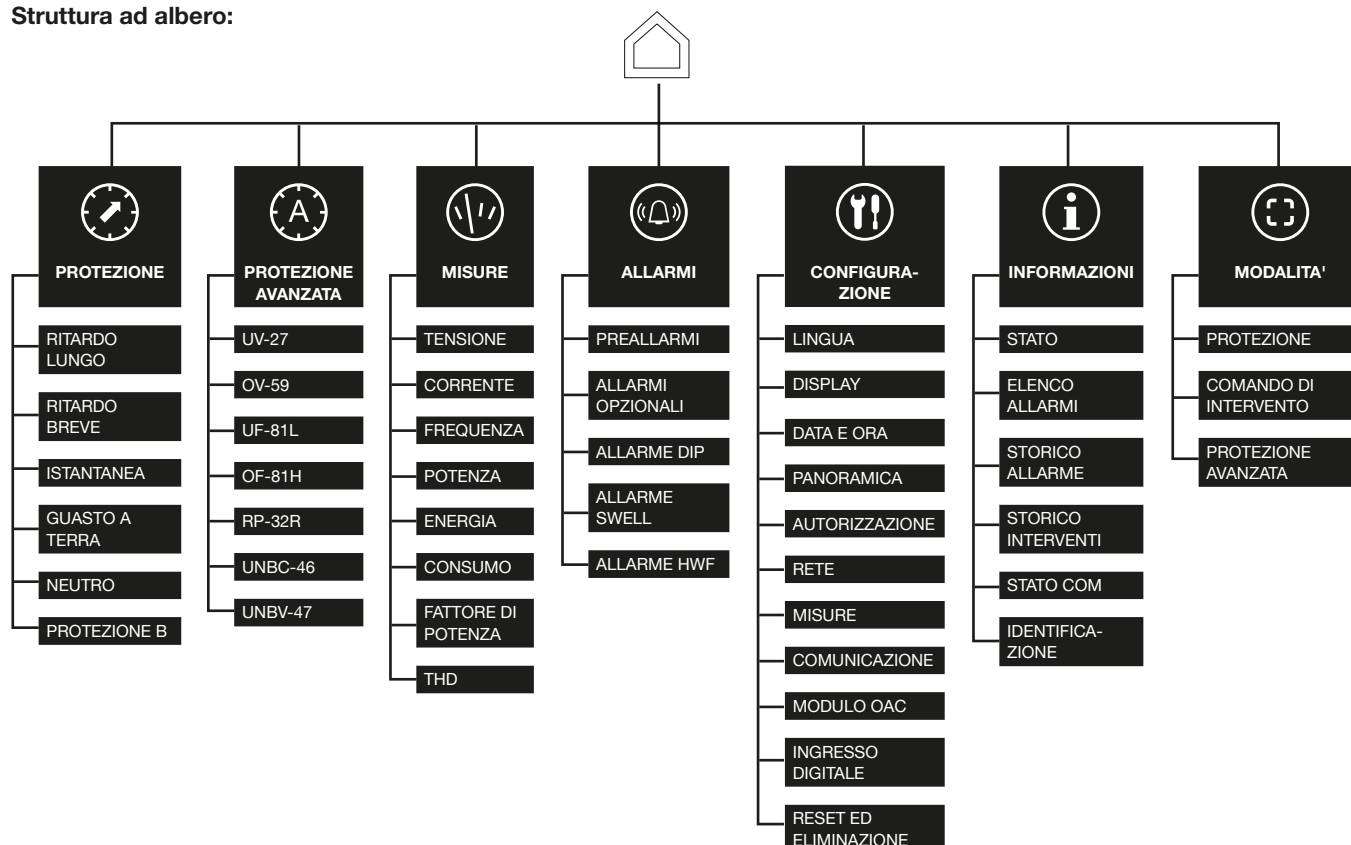 Struttura ad albero:
PROTEZIONE
RITARDO
LUNGO
RITARDO
BREVE
ISTANTANEA
GUASTO A
TERRA
NEUTRO
PROTEZIONE B
A
PROTEZIONE
AVANZATA
UV-27
OV-59
UF-81L
OF-81H
RP-32R
UNBC-46
UNBV-47
MISURE
TENSIONE
CORRENTE
FREQUENZA
POTENZA
ENERGIA
CONSUMO
FATTORE DI
POTENZA
THD
ALLARMI
PREALLARMI
ALLARMI
OPZIONALI
ALLARME DIP
ALLARME
SWELL
ALLARME HWF
CONFIGURA-
ZIONE
LINGUA
DISPLAY
DATA E ORA
PANORAMICA
AUTORIZZAZIONE
RETE
MISURE
COMUNICAZIONE
MODULO OAC
INGRESSO
DIGITALE
RESET ED
ELIMINAZIONE
i
INFORMAZIONI
STATO
ELENCO
ALLARMI
STORICO
ALLARME
STORICO
INTERVENTI
STATO COM
IDENTIFICA-
ZIONE
MODALITA'
PROTEZIONE
COMANDO DI
INTERVENTO
PROTEZIONE
AVANZATA